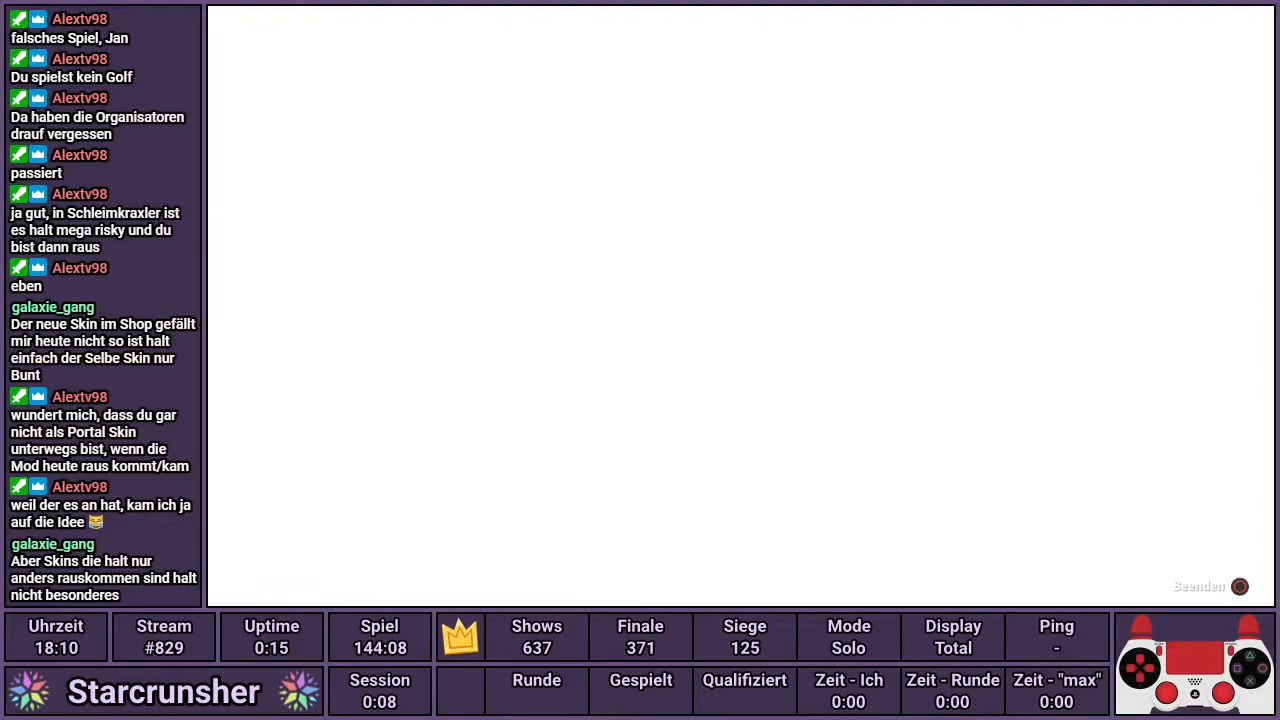 Alextv98
falsches Spiel, Jan
Alextv98
Du spielst kein Golf
Alextv98
Da haben die Organisatoren
drauf vergessen
Alextv98
passiert
Alextv98
ja gut, in Schleimkraxler ist
es halt mega risky und du
bist dann raus
Alextv98
eben
galaxie_gang
Der neue Skin im Shop gefällt
mir heute nicht so ist halt
einfach der Selbe Skin nur
Bunt
Alextv98
wundert mich, dass du gar
nicht als Portal Skin
unterwegs bist, wenn die
Mod heute raus kommt/kam
Alextv98
weil der es an hat, kam ich ja
auf die Idee 😹
galaxie_gang
Aber Skins die halt nur
anders rauskommen sind halt
nicht besonderes
Beenden
Uhrzeit
18:10
Stream
#829
Uptime
0:15
Spiel
144:08
Shows
637
Finale
371
Siege
125
Mode
Solo
Display
Total
Ping
-
Starcrunsher
Session
0:08
Runde
Gespielt
Qualifiziert
Zeit - Ich
0:00
Zeit - Runde
0:00
Zeit - "max"
0:00